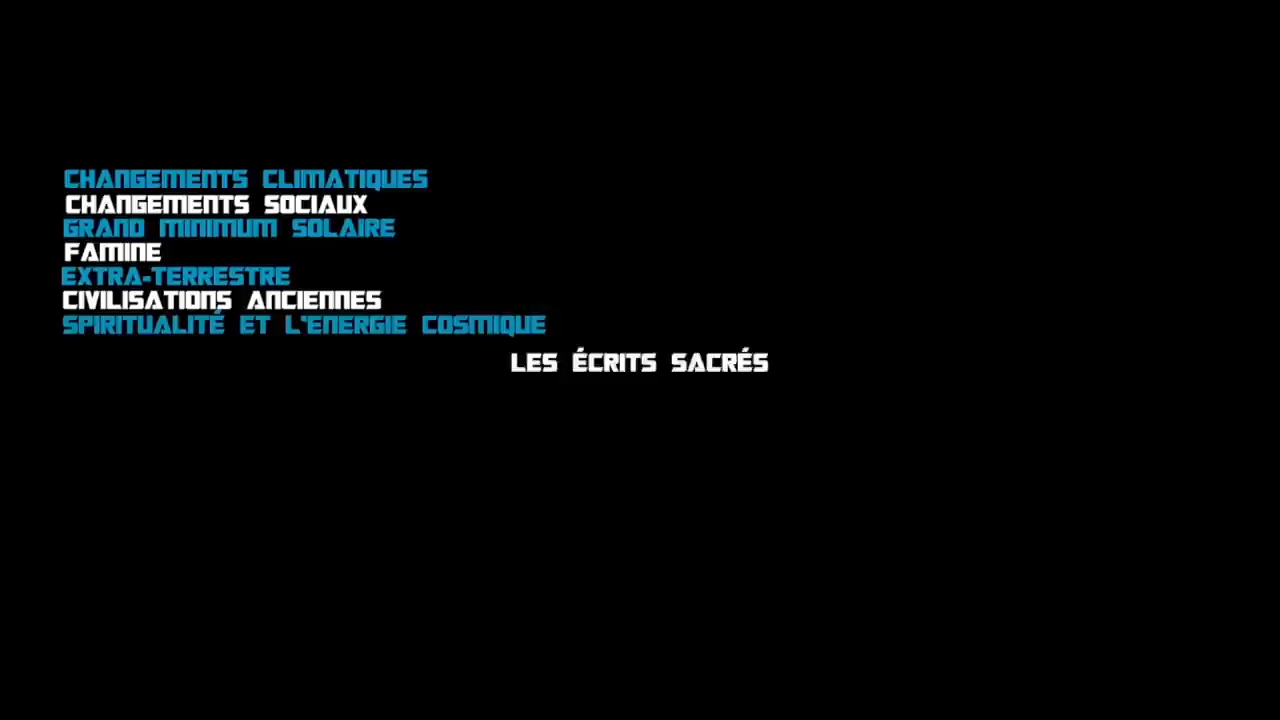 CHANGEMENTS CLIMATIQUES
CHANGEMENTS SOCIAUX
GRAND MINIMUM SOLAIRE
FAMINE
EXTRA-TERRESTRE
CIVILISATIONS ANCIENNES
SPIRITUALITÉ ET L'ENERGIE COSMIQUE
LES ÉCRITS SACRÉS